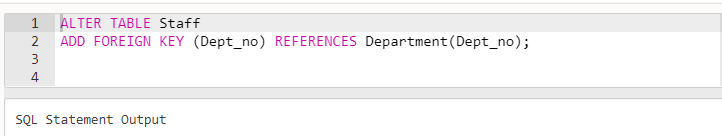 1 ALTER TABLE Staff
2 ADD FOREIGN KEY (Dept_no) REFERENCES Department(Dept_no);
3
4
SQL Statement Output